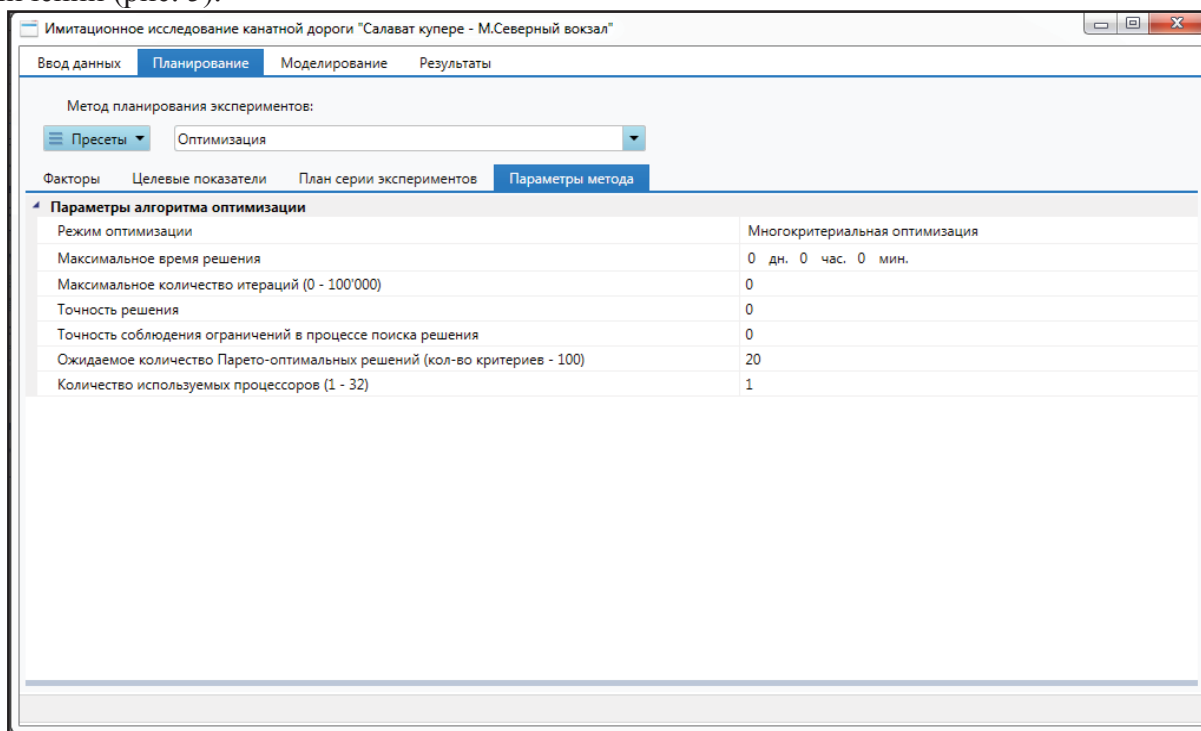 (рис. 5).
Имитационное исследование канатной дороги "Салават купере - М.Северный вокзал"
Ввод данных Планирование Моделирование Результаты
Метод планирования экспериментов:
Пресеты Оптимизация
Факторы Целевые показатели План серии экспериментов Параметры метода
Параметры алгоритма оптимизации
Режим оптимизации Многокритериальная оптимизация
Максимальное время решения 0 дн. 0 час. 0 мин.
Максимальное количество итераций (0 - 100'000) 0
Точность решения 0
Точность соблюдения ограничений в процессе поиска решения 0
Ожидаемое количество Парето-оптимальных решений (кол-во критериев - 100) 20
Количество используемых процессоров (1 - 32) 1